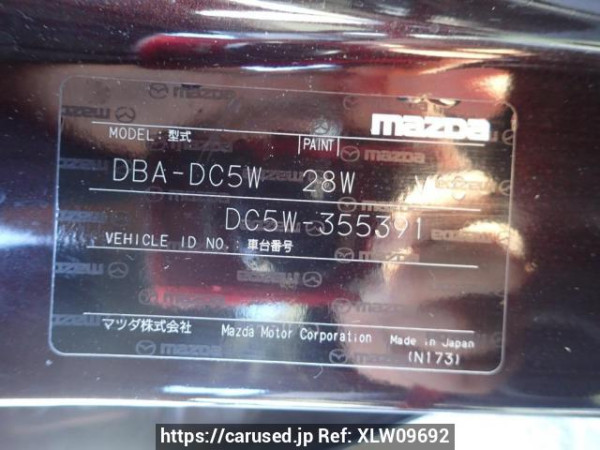 mazda
MODEL: 型式 PAINT
DBA-DC5W 28W
DC5W-355391
VEHICLE ID NO.: 車台番号
マツダ株式会社 Mazda Motor Corporation Made in Japan
(N173)
https://carused.jp Ref: XLW09692